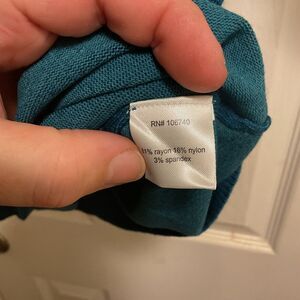 RN# 106740
% rayon 16% nylon
3% spandex